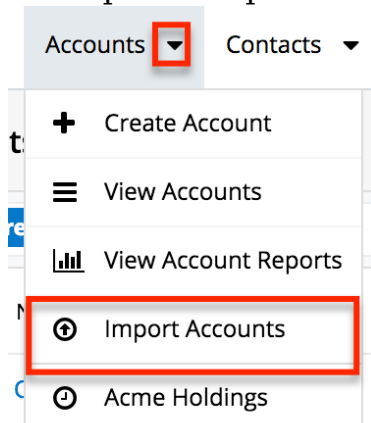 Accounts Contacts
Create Account
View Accounts
View Account Reports
Import Accounts
Acme Holdings